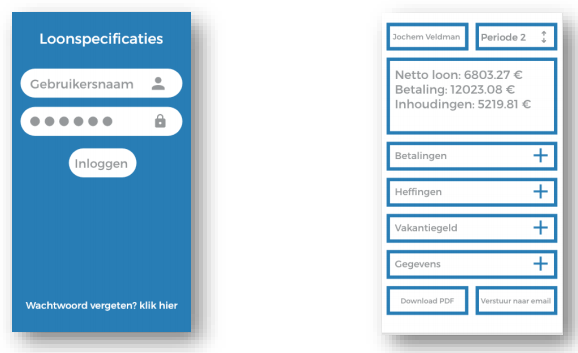 Loonspecificaties
Gebruikersnaam
Inloggen
Wachtwoord vergeten? klik hier
Jochem Veldman
Periode 2
Netto loon: 6803.27 €
Betaling: 12023.08 €
Inhoudingen: 5219.81 €
Betalingen
Heffingen
Vakantiegeld
Gegevens
Download PDF
Verstuur naar email